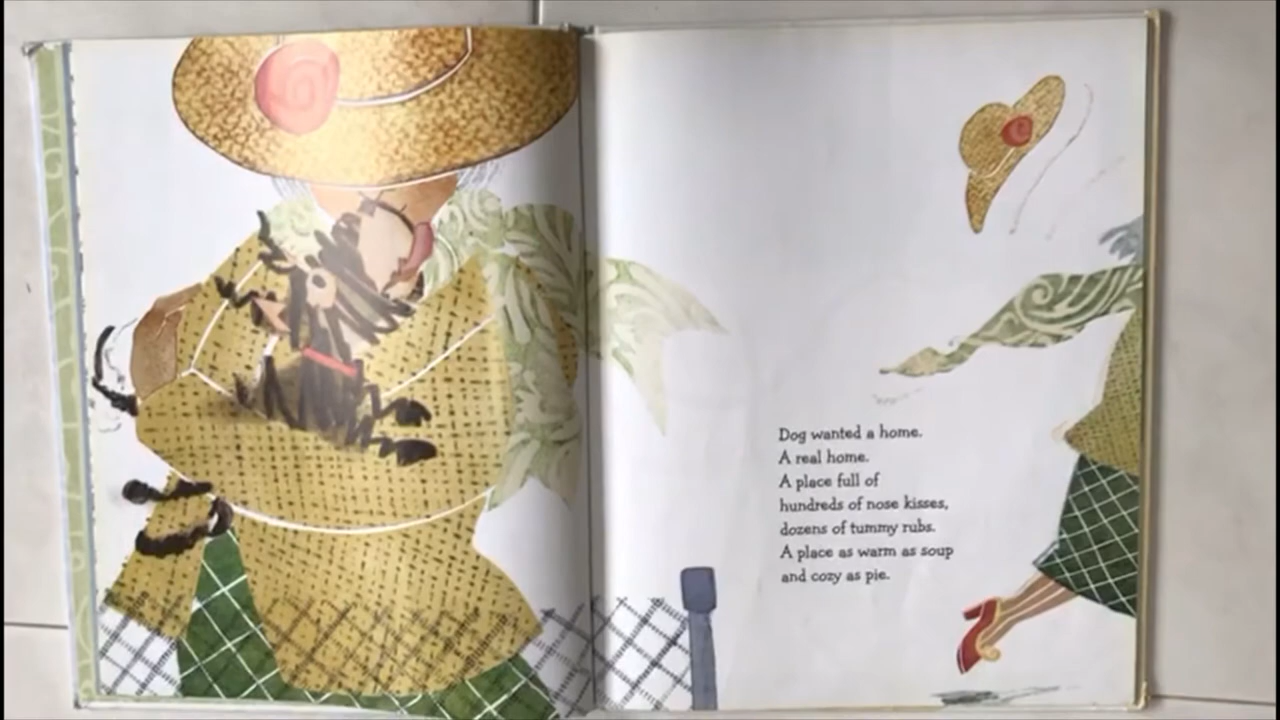 Dog wanted a home.
A real home.
A place full of
hundreds of nose kisses,
dozens of tummy rubs.
A place as warm as soup
and cozy as pie.